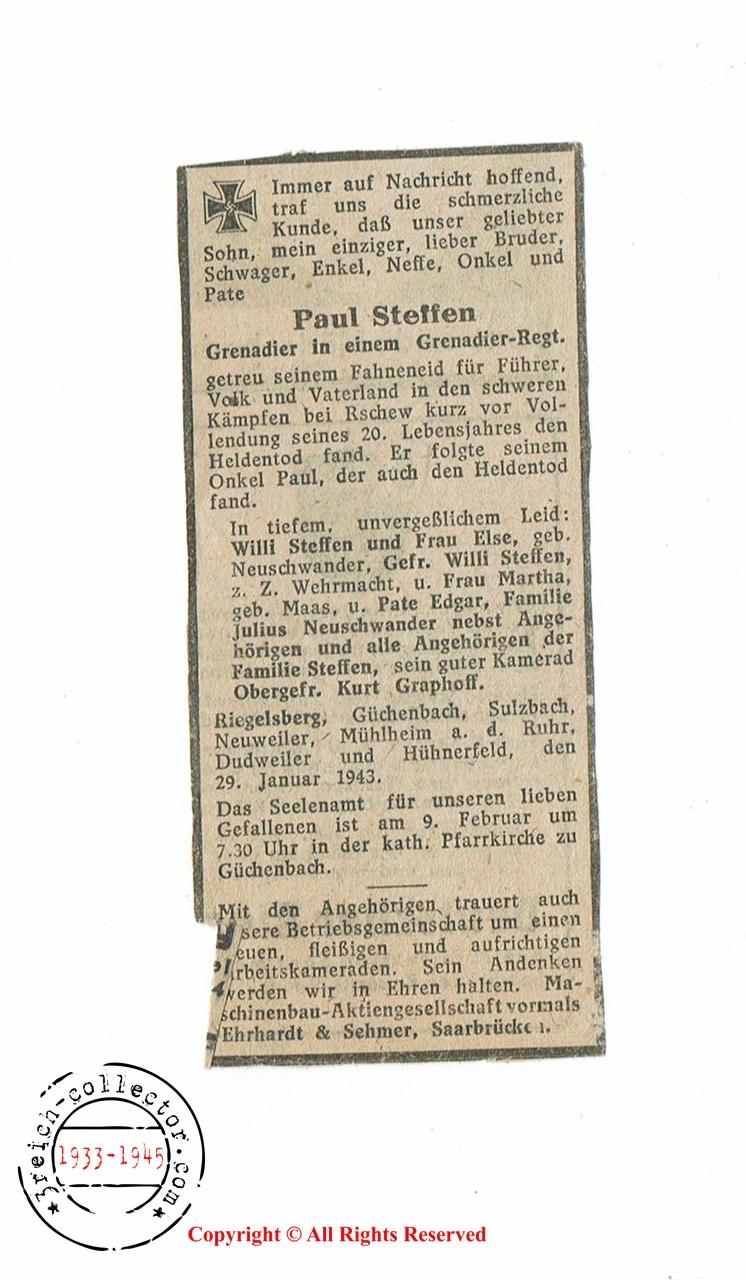 Immer auf Nachricht hoffend,
traf uns die schmerzliche
Kunde, daß unser geliebter
Sohn, mein einziger, lieber Bruder,
Schwager, Enkel, Neffe, Onkel und
Pate
Paul Steffen
Grenadier in einem Grenadier-Regt.
getreu seinem Fahneneid für Führer,
Volk und Vaterland in den schweren
Kämpfen bei Rschew kurz vor Vol-
lendung seines 20. Lebensjahres den
Heldentod fand. Er folgte seinem
Onkel Paul, der auch den Heldentod
fand.
In tiefem, unvergeßlichem Leid:
Willi Steffen und Frau Else, geb.
Neuschwander, Gefr. Willi Steffen,
z. Z. Wehrmacht, u. Frau Martha,
geb. Maas, u. Pate Edgar, Familie
Julius Neuschwander nebst Ange-
hörigen und alle Angehörigen der
Familie Steffen, sein guter Kamerad
Obergefr. Kurt Graphoff.
Riegelsberg, Güchenbach, Sulzbach,
Neuweiler, Mühlheim a. d. Ruhr,
Dudweiler und Hühnerfeld, den
29. Januar 1943.
Das Seelenamt für unseren lieben
Gefallenen ist am 9. Februar um
7.30 Uhr in der kath. Pfarrkirche zu
Güchenbach.
Mit den Angehörigen trauert auch
sere Betriebsgemeinschaft um einen
euen, fleißigen und aufrichtigen
rbeitskameraden. Sein Andenken
werden wir in Ehren halten. Ma-
schinenbau-Aktiengesellschaft vormals
Ehrhardt & Sehmer, Saarbrücken.
3reich-collector.com
1933-1945
Copyright © All Rights Reserved